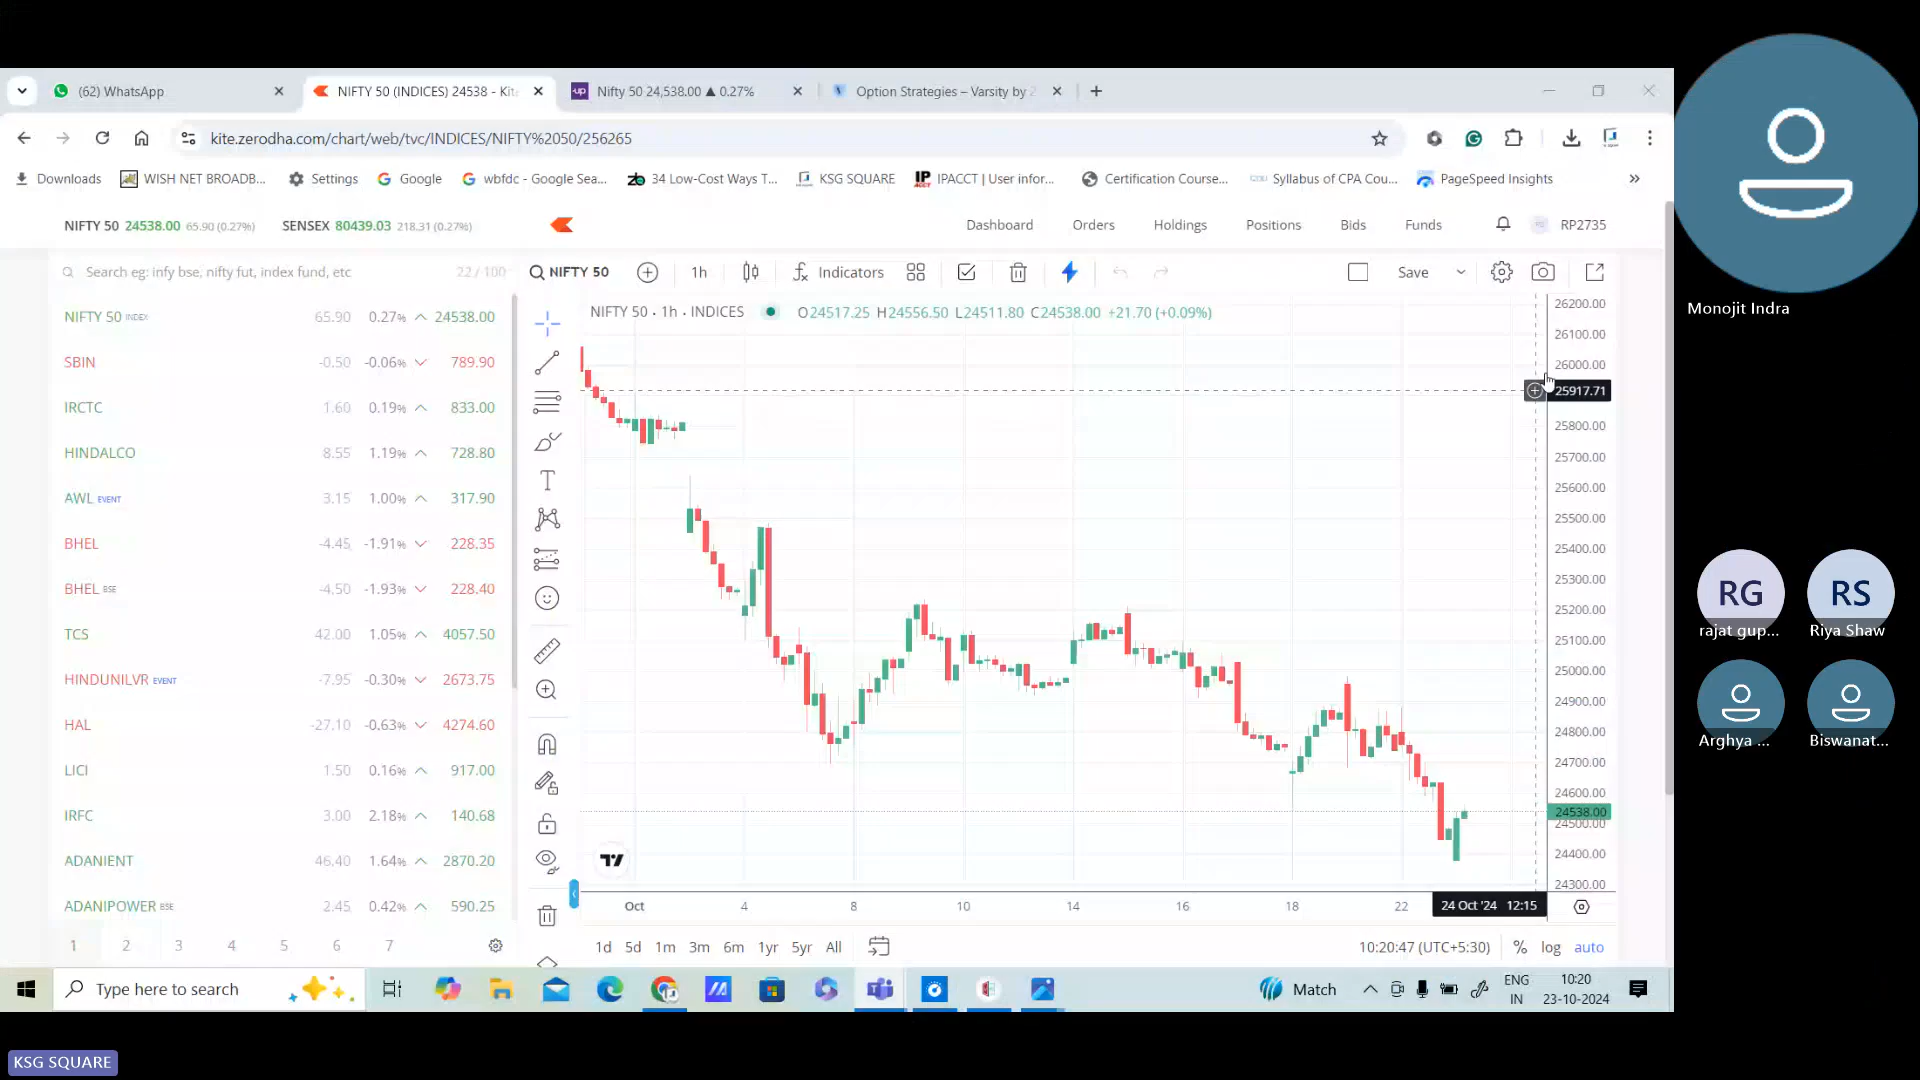 (62) WhatsApp
NIFTY 50 (INDICES) 24538 - Kite
Nifty 50 24,538.00 ▲ 0.27%
Option Strategies – Varsity by
kite.zerodha.com/chart/web/tvc/INDICES/NIFTY%2050/256265
Downloads
WISH NET BROADB...
Settings
Google
wbfdc - Google Sea...
34 Low-Cost Ways T...
KSG SQUARE
IPACCT | User infor...
Certification Course...
Syllabus of CPA Cou...
PageSpeed Insights
NIFTY 50 24538.00 65.90 (0.27%) SENSEX 80439.03 218.31 (0.27%)
Dashboard Orders Holdings Positions Bids Funds RP2735
Search eg: infy bse, nifty fut, index fund, etc 22 / 100
NIFTY 50 1h Indicators Save
NIFTY 50 INDEX 65.90 0.27% 24538.00
SBIN -0.50 -0.06% 789.90
IRCTC 1.60 0.19% 833.00
HINDALCO 8.55 1.19% 728.80
AWL EVENT 3.15 1.00% 317.90
BHEL -4.45 -1.91% 228.35
BHEL BSE -4.50 -1.93% 228.40
TCS -42.00 1.05% 4057.50
HINDUNILVR EVENT -7.95 -0.30% 2673.75
HAL -27.10 -0.63% 4274.60
LICI 1.50 0.16% 917.00
IRFC 3.00 2.18% 140.68
ADANIENT 46.40 1.64% 2870.20
ADANIPOWER BSE 2.45 0.42% 590.25
1 2 3 4 5 6 7
NIFTY 50 · 1h · INDICES O24517.25 H24556.50 L24511.80 C24538.00 +21.70 (+0.09%)
26200.00
26100.00
26000.00
25917.71
25800.00
25700.00
25600.00
25500.00
25400.00
25300.00
25200.00
25100.00
25000.00
24900.00
24800.00
24700.00
24600.00
24538.00
24500.00
24400.00
24300.00
Oct 4 8 10 14 16 18 22 24 Oct '24 12:15
1d 5d 1m 3m 6m 1yr 5yr All 10:20:47 (UTC+5:30) % log auto
Type here to search
Match
ENG
IN
10:20
23-10-2024
KSG SQUARE
Monojit Indra
RG
rajat gup...
RS
Riya Shaw
Arghya ...
Biswanat...